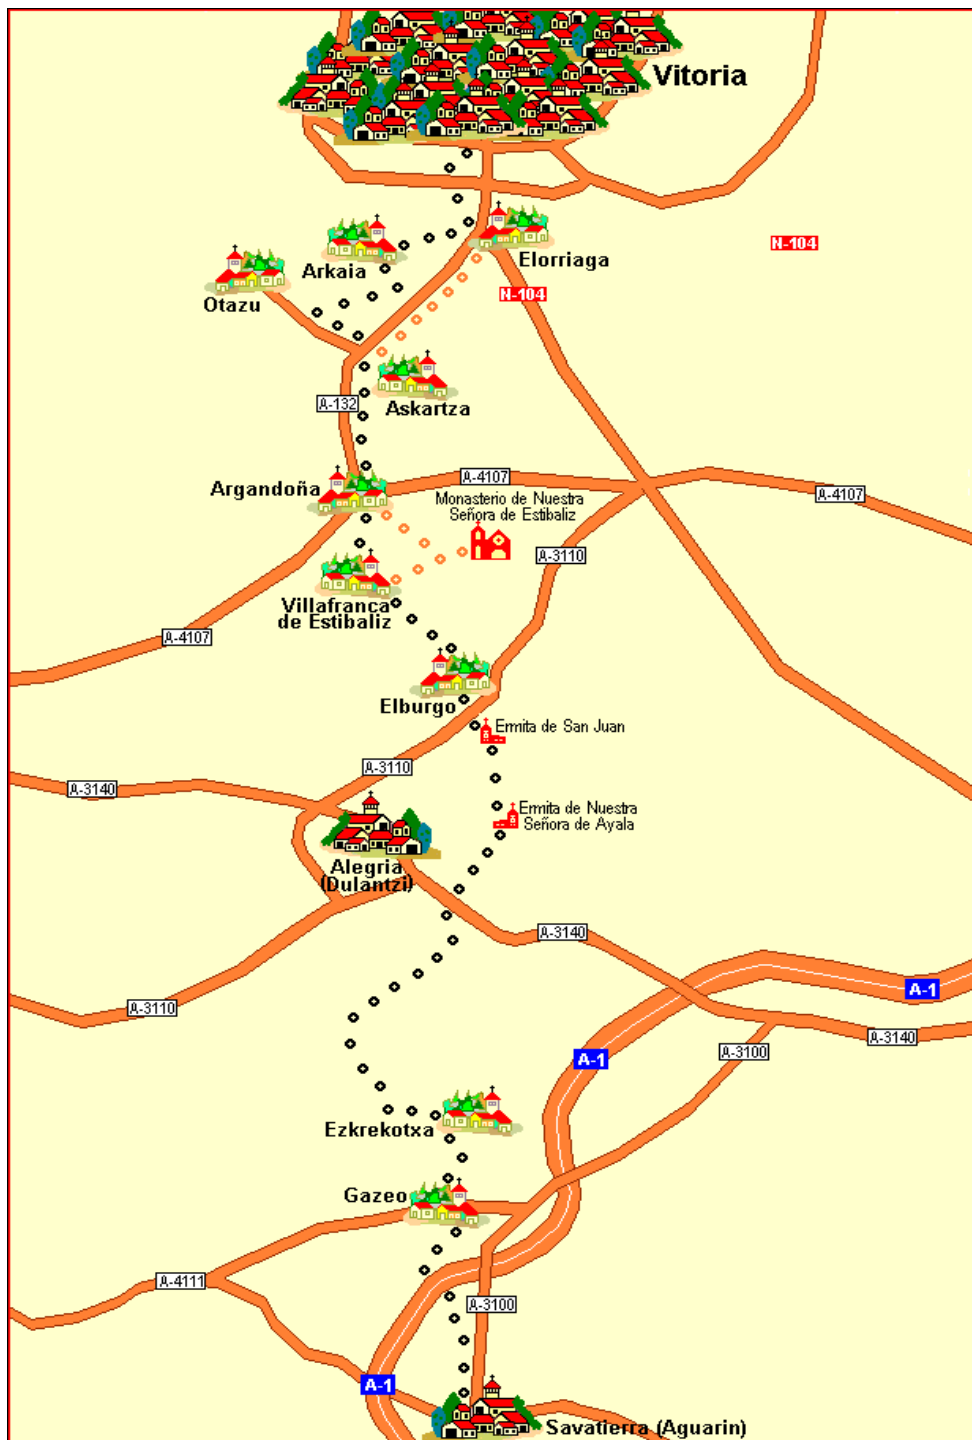 Vitoria
N-104
Elorriaga
Arkaia
Otazu
N-104
Askartza
A-132
Argandoña
A-4107
A-4107
Monasterio de Nuestra
Señora de Estibaliz
A-3110
Villafranca
de Estibaliz
A-4107
Elburgo
Ermita de San Juan
A-3110
A-3140
Ermita de Nuestra
Señora de Ayala
Alegria
(Dulantzi)
A-3140
A-1
A-3110
A-3140
A-3100
A-1
Ezkrekotxa
Gazeo
A-4111
A-3100
A-1
Savatierra (Aguarin)